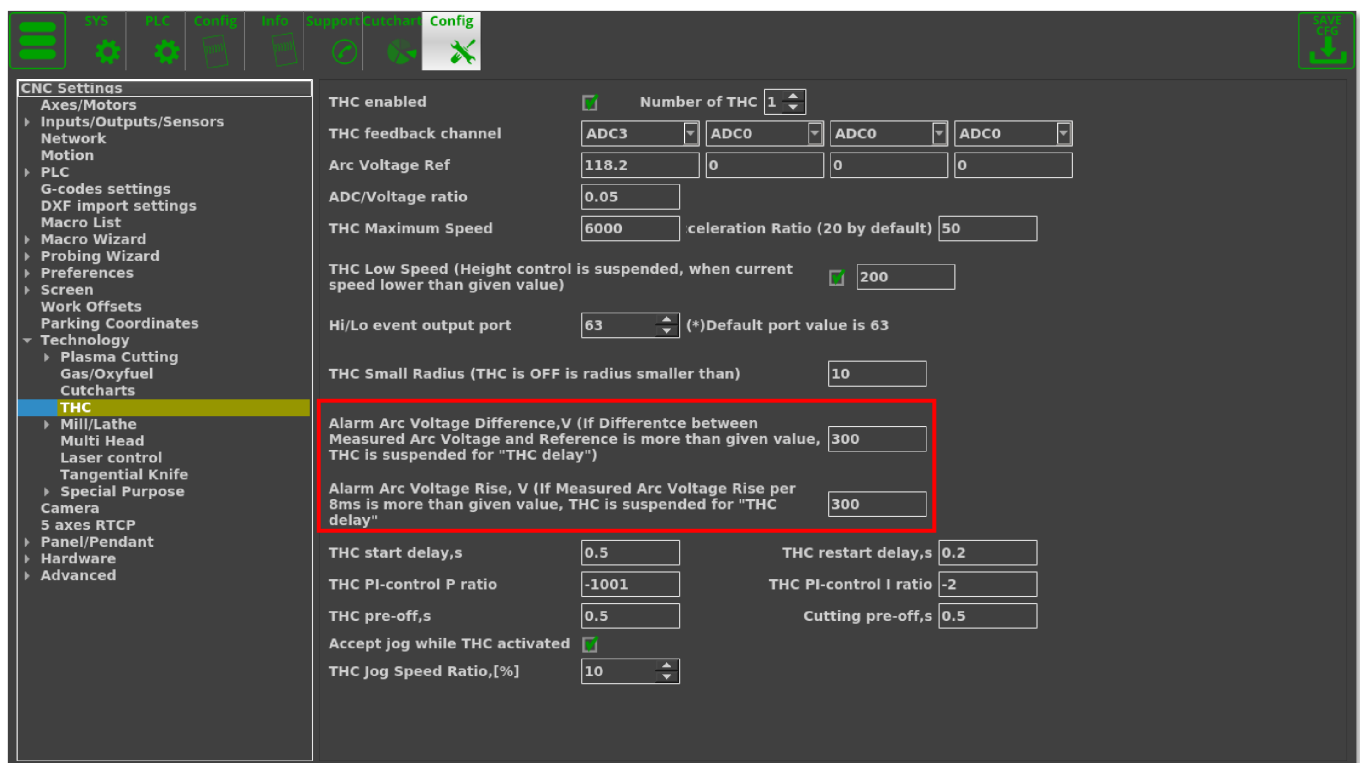 SYS PLC Config Info Support Cutchart Config
SAVE
CFG
CNC Settings
Axes/Motors
Inputs/Outputs/Sensors
Network
Motion
PLC
G-codes settings
DXF import settings
Macro List
Macro Wizard
Probing Wizard
Preferences
Screen
Work Offsets
Parking Coordinates
Technology
Plasma Cutting
Gas/Oxyfuel
Cutcharts
THC
Mill/Lathe
Multi Head
Laser control
Tangential Knife
Special Purpose
Camera
5 axes RTCP
Panel/Pendant
Hardware
Advanced
THC enabled Number of THC 1
THC feedback channel ADC3 ADC0 ADC0 ADC0
Arc Voltage Ref 118.2 0 0 0
ADC/Voltage ratio 0.05
THC Maximum Speed 6000 celeration Ratio (20 by default) 50
THC Low Speed (Height control is suspended, when current
speed lower than given value) 200
Hi/Lo event output port 63 (*)Default port value is 63
THC Small Radius (THC is OFF is radius smaller than) 10
Alarm Arc Voltage Difference,V (If Differentce between
Measured Arc Voltage and Reference is more than given value, 300
THC is suspended for "THC delay")
Alarm Arc Voltage Rise, V (If Measured Arc Voltage Rise per
8ms is more than given value, THC is suspended for "THC 300
delay"
THC start delay,s 0.5 THC restart delay,s 0.2
THC PI-control P ratio -1001 THC PI-control I ratio -2
THC pre-off,s 0.5 Cutting pre-off,s 0.5
Accept jog while THC activated
THC Jog Speed Ratio,[%] 10